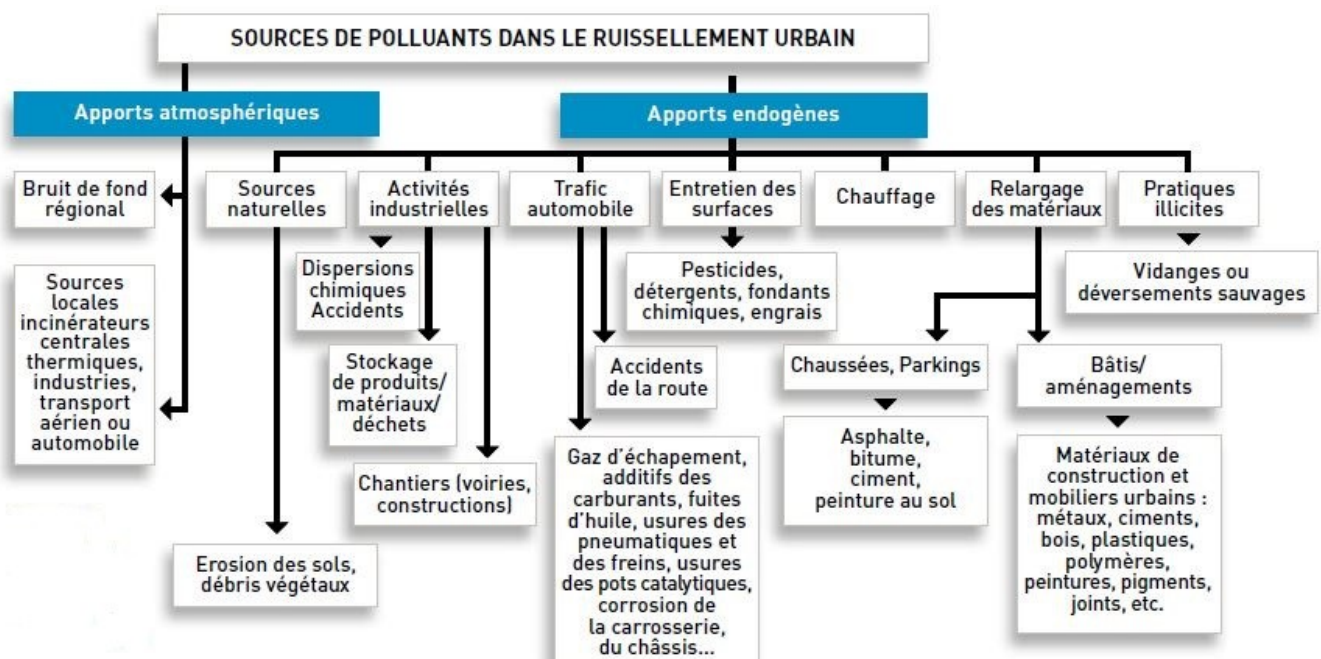 SOURCES DE POLLUANTS DANS LE RUISSELLEMENT URBAIN
Apports atmosphériques
Apports endogènes
Bruit de fond
régional
Sources
locales
incinérateurs
centrales
thermiques,
industries,
transport
aérien ou
automobile
Sources
naturelles
Activités
industrielles
Trafic
automobile
Entretien des
surfaces
Chauffage
Relargage
des matériaux
Pratiques
illicites
Dispersions
chimiques
Accidents
Stockage
de produits/
matériaux/
déchets
Chantiers (voiries,
constructions)
Erosion des sols,
débris végétaux
Pesticides,
détergents, fondants
chimiques, engrais
Accidents
de la route
Gaz d'échapement,
additifs des
carburants, fuites
d'huile, usures des
pneumatiques et
des freins, usures
des pots catalytiques,
corrosion de
la carrosserie,
du châssis...
Vidanges ou
déversements sauvages
Chaussées, Parkings
Asphalte,
bitume,
ciment,
peinture au sol
Bâtis/
aménagements
Matériaux de
construction et
mobiliers urbains :
métaux, ciments,
bois, plastiques,
polymères,
peintures, pigments,
joints, etc.